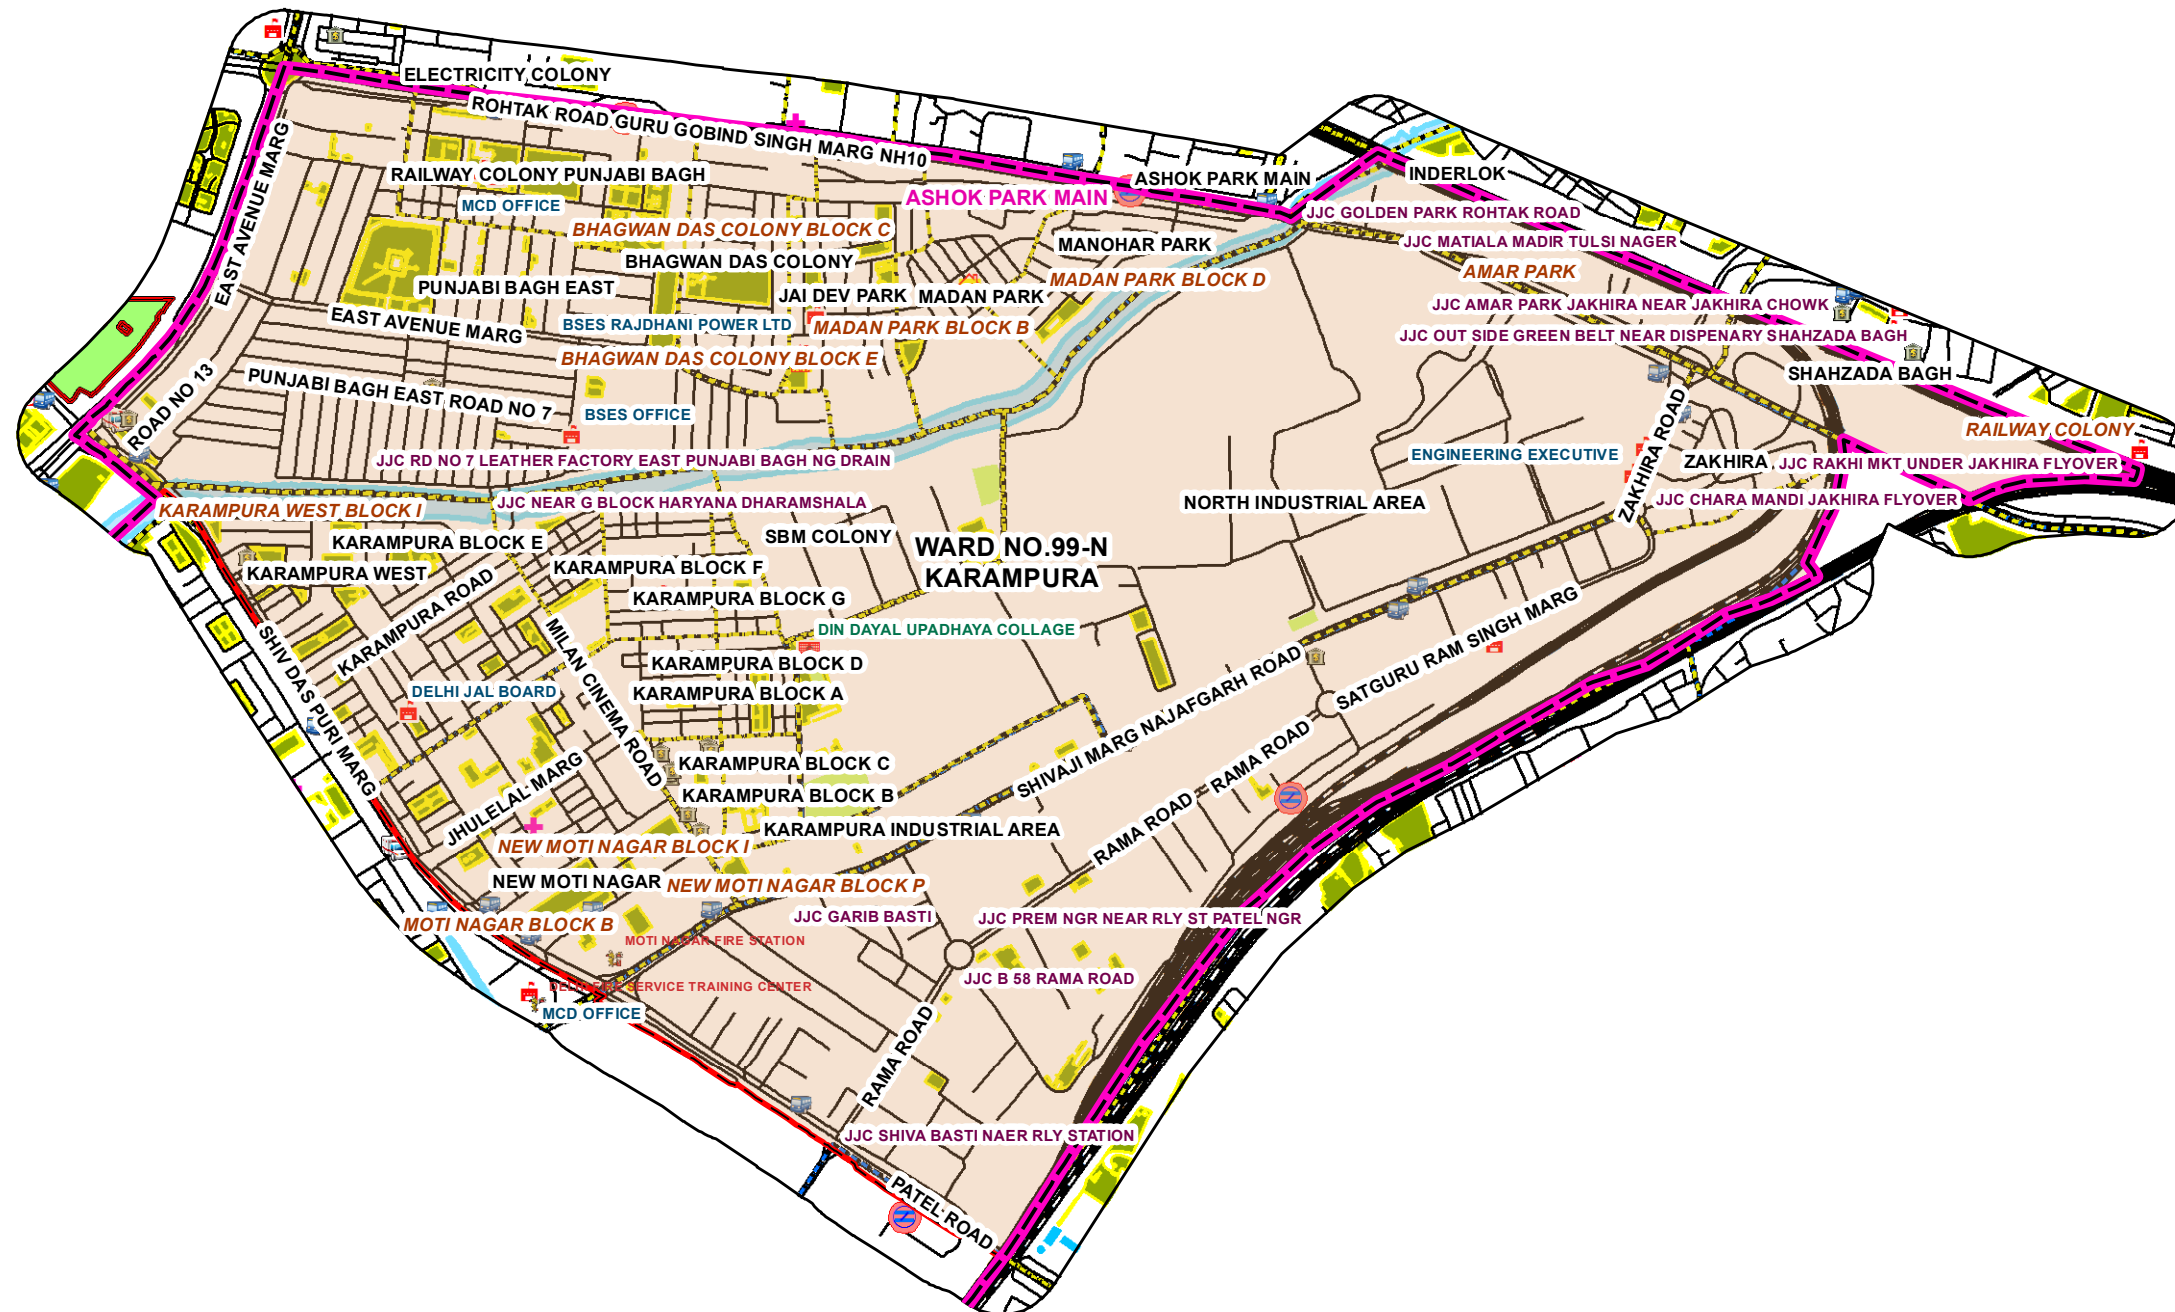 ELECTRICITY COLONY
ROHTAK ROAD GURU GOBIND SINGH MARG NH10
EAST AVENUE MARG
RAILWAY COLONY PUNJABI BAGH
MCD OFFICE
ASHOK PARK MAIN
ASHOK PARK MAIN
INDERLOK
JJC GOLDEN PARK ROHTAK ROAD
BHAGWAN DAS COLONY BLOCK C
MANOHAR PARK
JJC MATIALA MADIR TULSI NAGER
BHAGWAN DAS COLONY
MADAN PARK BLOCK D
AMAR PARK
PUNJABI BAGH EAST
JAI DEV PARK
MADAN PARK
JJC AMAR PARK JAKHIRA NEAR JAKHIRA CHOWK
EAST AVENUE MARG
BSES RAJDHANI POWER LTD
MADAN PARK BLOCK B
JJC OUT SIDE GREEN BELT NEAR DISPENARY SHAHZADA BAGH
6
BHAGWAN DAS COLONY BLOCK E
SHAHZADA BAGH
ROAD NO 13
PUNJABI BAGH EAST ROAD NO 7
BSES OFFICE
ZAKHIRA ROAD
RAILWAY COLONY
JJC RD NO 7 LEATHER FACTORY EAST PUNJABI BAGH NG DRAIN
ENGINEERING EXECUTIVE
ZAKHIRA
JJC RAKHI MKT UNDER JAKHIRA FLYOVER
KARAMPURA WEST BLOCK I
JJC NEAR G BLOCK HARYANA DHARAMSHALA
NORTH INDUSTRIAL AREA
JJC CHARA MANDI JAKHIRA FLYOVER
KARAMPURA BLOCK E
SBM COLONY
WARD NO.99-N
KARAMPURA
KARAMPURA WEST
KARAMPURA BLOCK F
KARAMPURA ROAD
KARAMPURA BLOCK G
DIN DAYAL UPADHAYA COLLAGE
SATGURU RAM SINGH MARG
SHIV DAS PURI MARG
MILAN CINEMA ROAD
KARAMPURA BLOCK D
DELHI JAL BOARD
KARAMPURA BLOCK A
SHIVAJI MARG NAJAFGARH ROAD
RAMA ROAD
KARAMPURA BLOCK C
JHULELAL MARG
KARAMPURA BLOCK B
RAMA ROAD
KARAMPURA INDUSTRIAL AREA
NEW MOTI NAGAR BLOCK I
NEW MOTI NAGAR
NEW MOTI NAGAR BLOCK P
MOTI NAGAR BLOCK B
JJC GARIB BASTI
JJC PREM NGR NEAR RLY ST PATEL NGR
MOTI NAGAR FIRE STATION
JJC B 58 RAMA ROAD
DELHI FIRE SERVICE TRAINING CENTER
MCD OFFICE
RAMA ROAD
JJC SHIVA BASTI NAER RLY STATION
PATEL ROAD